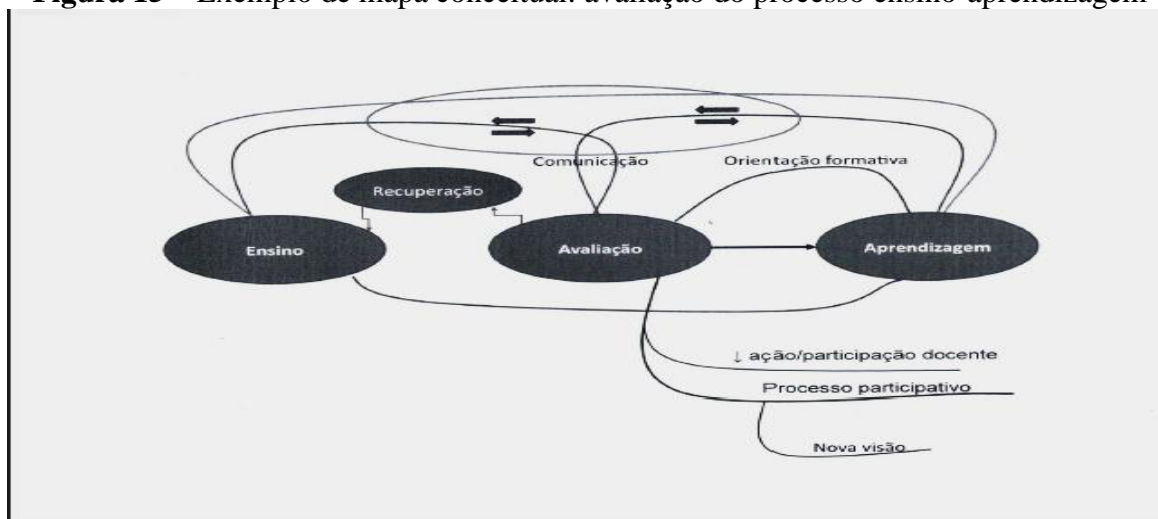 Figura 13 – Exemplo de mapa conceitual: avaliação do processo ensino-aprendizagem
Comunicação
Orientação formativa
Recuperação
Ensino
Avaliação
Aprendizagem
↓ ação/participação docente
Processo participativo
Nova visão